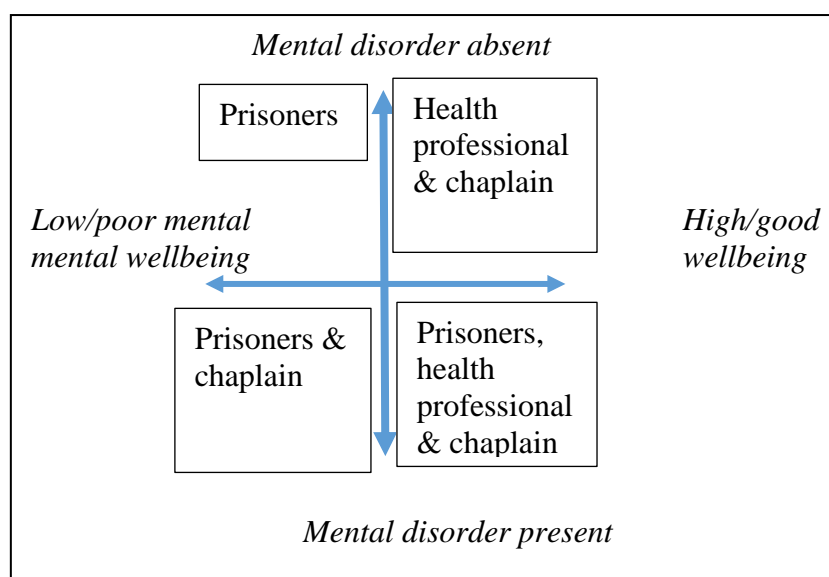 Mental disorder absent
Prisoners
Health
professional
& chaplain
Low/poor mental
mental wellbeing
High/good
wellbeing
Prisoners &
chaplain
Prisoners,
health
professional
& chaplain
Mental disorder present